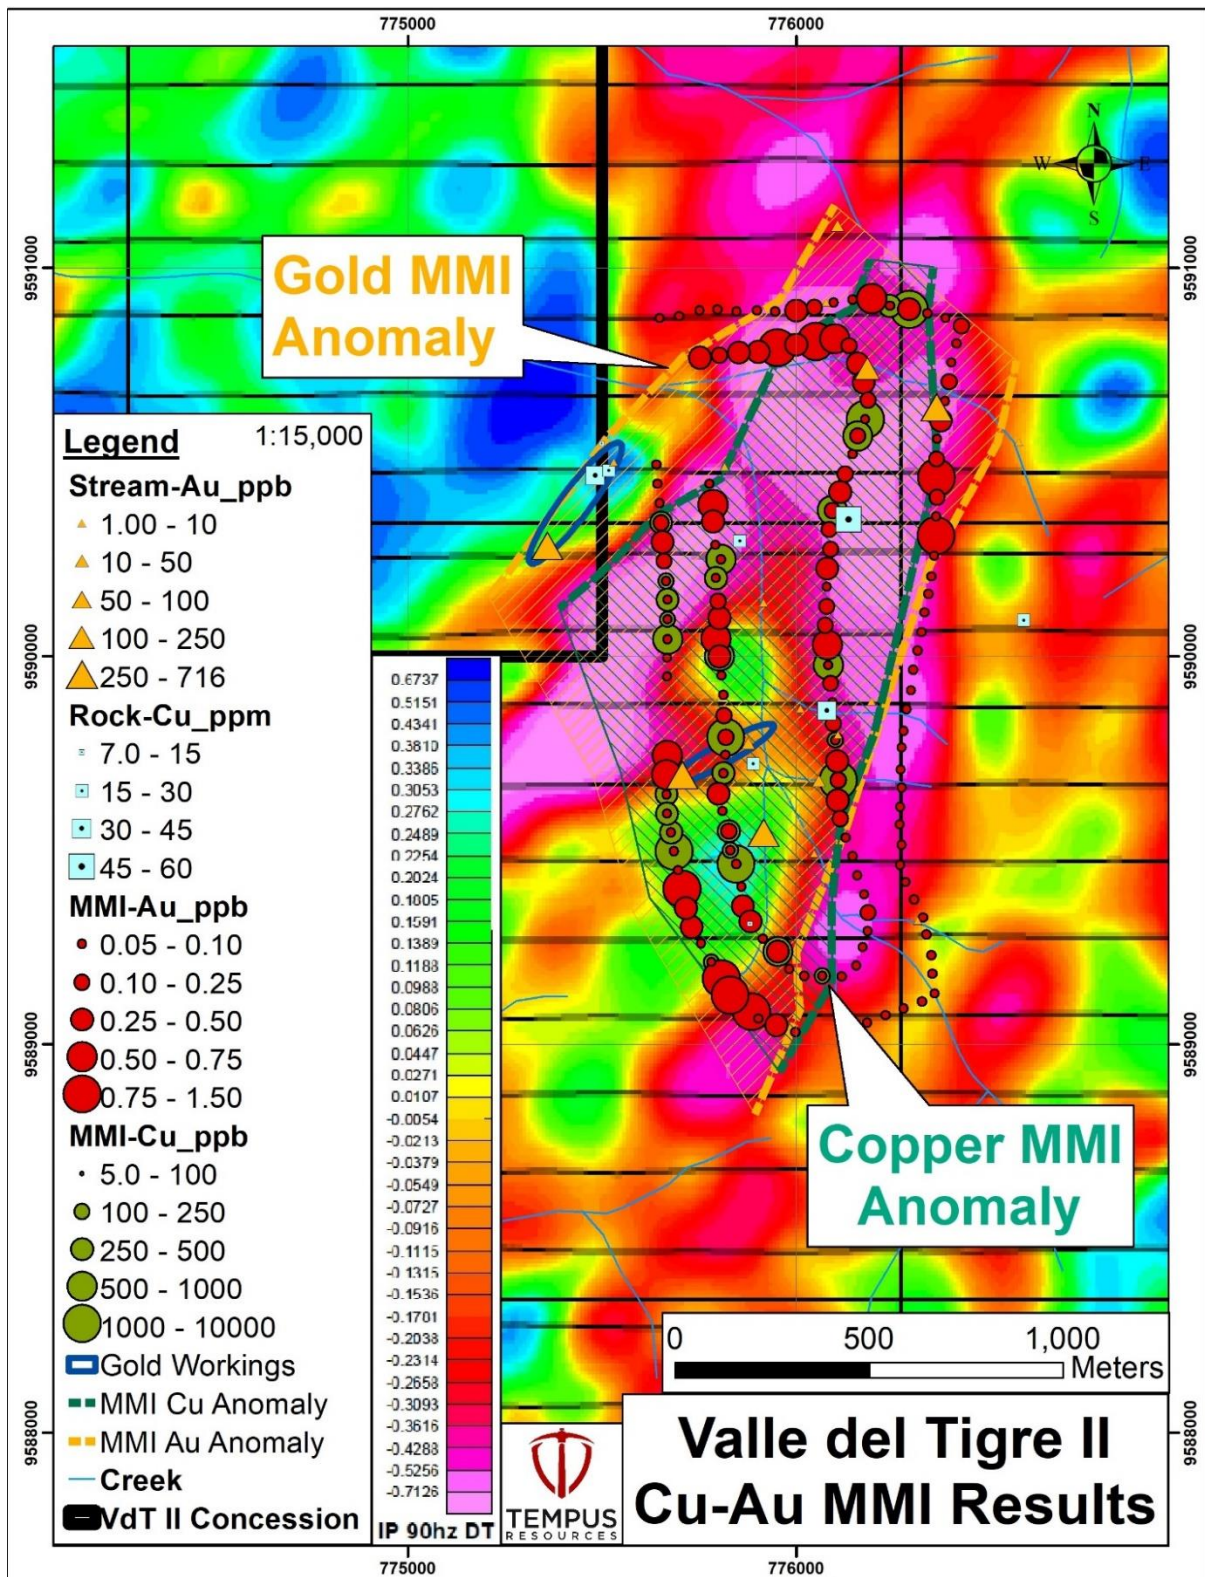 775000
776000
N
W
E
S
9591000
9591000
Gold MMI
Anomaly
Legend
1:15,000
Stream-Au_ppb
1.00 - 10
10 - 50
50 - 100
100 - 250
250 - 716
Rock-Cu_ppm
7.0 - 15
15 - 30
30 - 45
45 - 60
MMI-Au_ppb
0.05 - 0.10
0.10 - 0.25
0.25 - 0.50
0.50 - 0.75
0.75 - 1.50
MMI-Cu_ppb
5.0 - 100
100 - 250
250 - 500
500 - 1000
1000 - 10000
Gold Workings
MMI Cu Anomaly
MMI Au Anomaly
Creek
VdT II Concession
9590000
9590000
9589000
9589000
9588000
9588000
0.6737
0.5151
0.4341
0.3810
0.3385
0.3053
0.2762
0.2489
0.2254
0.2024
0.1805
0.1591
0.1389
0.1188
0.0988
0.0806
0.0626
0.0447
0.0271
0.0107
-0.0054
-0.0213
-0.0379
-0.0549
-0.0727
-0.0916
-0.1115
-0.1315
-0.1536
-0.1781
-0.2038
-0.2314
-0.2658
-0.3093
-0.3616
-0.4283
-0.5256
-0.7126
IP 90hz DT
Copper MMI
Anomaly
0 500 1,000
Meters
TEMPUS
RESOURCES
Valle del Tigre II
Cu-Au MMI Results
775000
776000